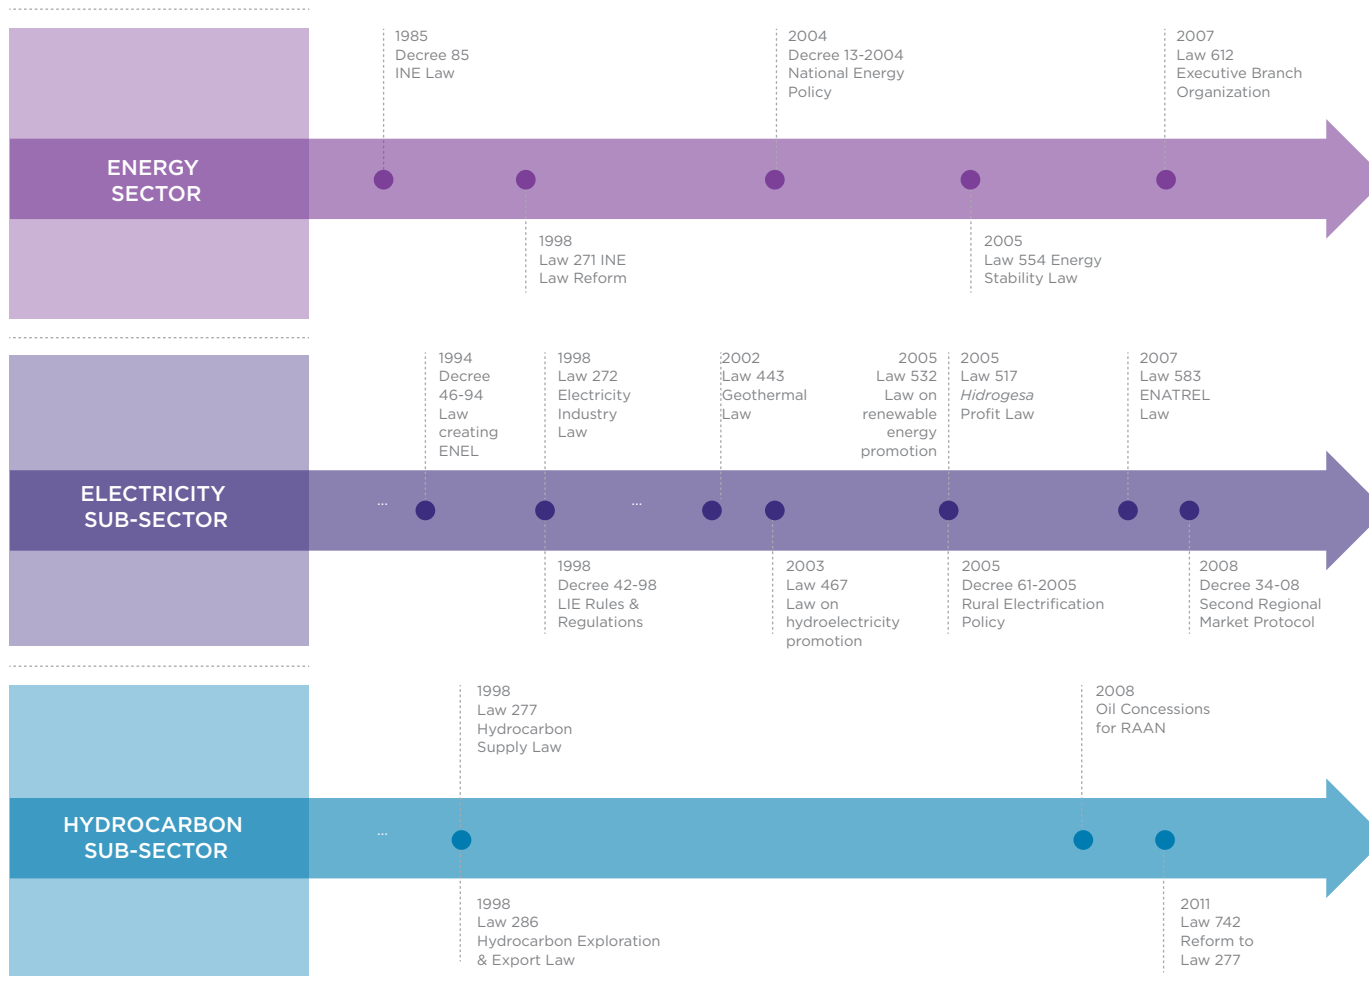 1985
Decree 85
INE Law
2004
Decree 13-2004
National Energy
Policy
2007
Law 612
Executive Branch
Organization
ENERGY
SECTOR
1998
Law 271 INE
Law Reform
2005
Law 554 Energy
Stability Law
1994
Decree
46-94
Law
creating
ENEL
1998
Law 272
Electricity
Industry
Law
2002
Law 443
Geothermal
Law
2005
Law 532
Law on
renewable
energy
promotion
2005
Law 517
Hidrogesa
Profit Law
2007
Law 583
ENATREL
Law
ELECTRICITY
SUB-SECTOR
...
...
1998
Decree 42-98
LIE Rules &
Regulations
2003
Law 467
Law on
hydroelectricity
promotion
2005
Decree 61-2005
Rural Electrification
Policy
2008
Decree 34-08
Second Regional
Market Protocol
1998
Law 277
Hydrocarbon
Supply Law
2008
Oil Concessions
for RAAN
HYDROCARBON
SUB-SECTOR
...
1998
Law 286
Hydrocarbon Exploration
& Export Law
2011
Law 742
Reform to
Law 277